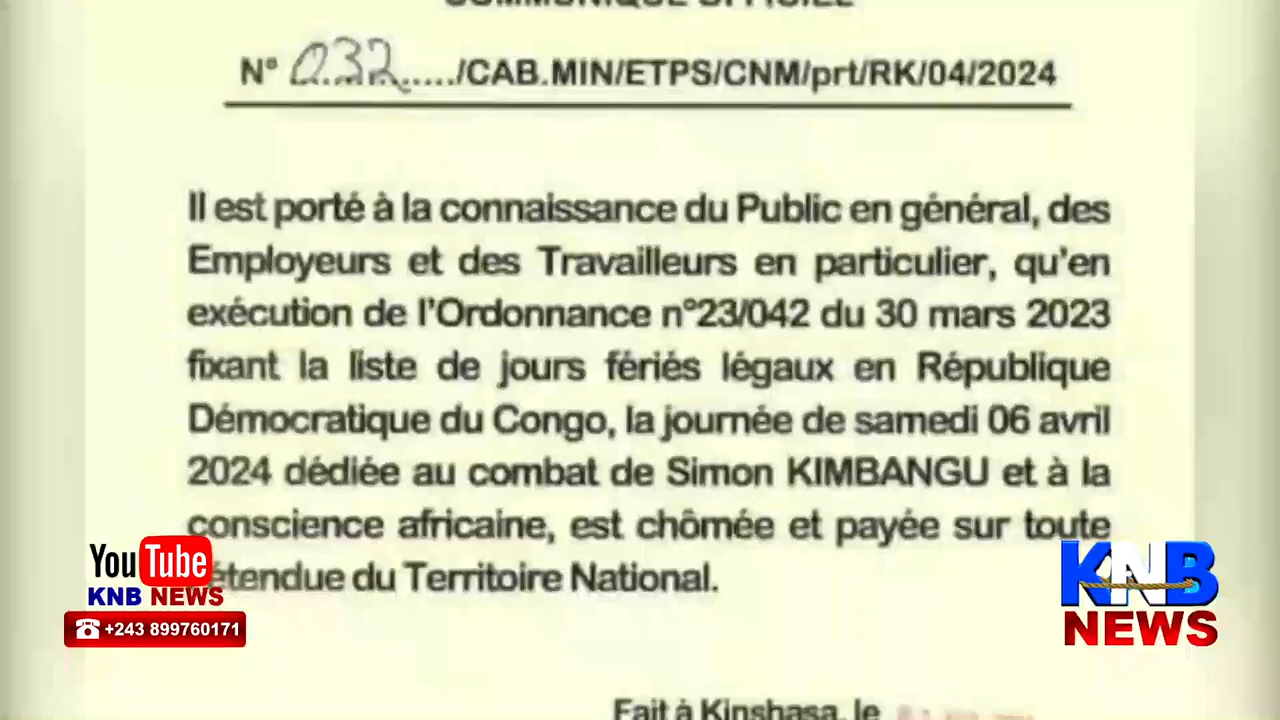 COMMUNIQUE OFFICIEL
N° 032....../CAB.MIN/ETPS/CNM/prt/RK/04/2024
Il est porté à la connaissance du Public en général, des
Employeurs et des Travailleurs en particulier, qu'en
exécution de l'Ordonnance n°23/042 du 30 mars 2023
fixant la liste de jours fériés légaux en République
Démocratique du Congo, la journée de samedi 06 avril
2024 dédiée au combat de Simon KIMBANGU et à la
conscience africaine, est chômée et payée sur toute
étendue du Territoire National.
Fait à Kinshasa, le
YouTube
KNB NEWS
+243 899760171
KNB
NEWS